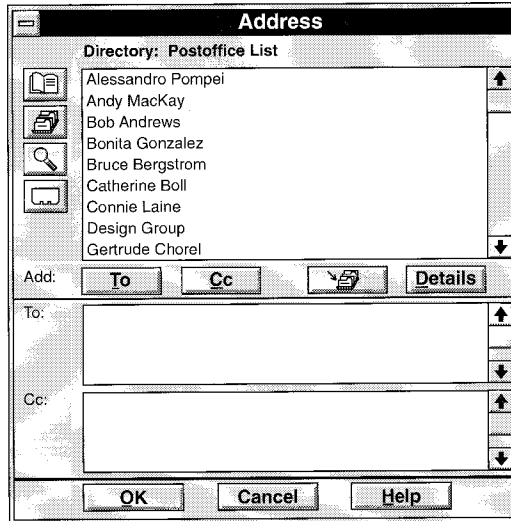 Address
Directory: Postoffice List
Alessandro Pompei
Andy MacKay
Bob Andrews
Bonita Gonzalez
Bruce Bergstrom
Catherine Boll
Connie Laine
Design Group
Gertrude Chorel
Add: To Cc Details
To:
Cc:
OK Cancel Help